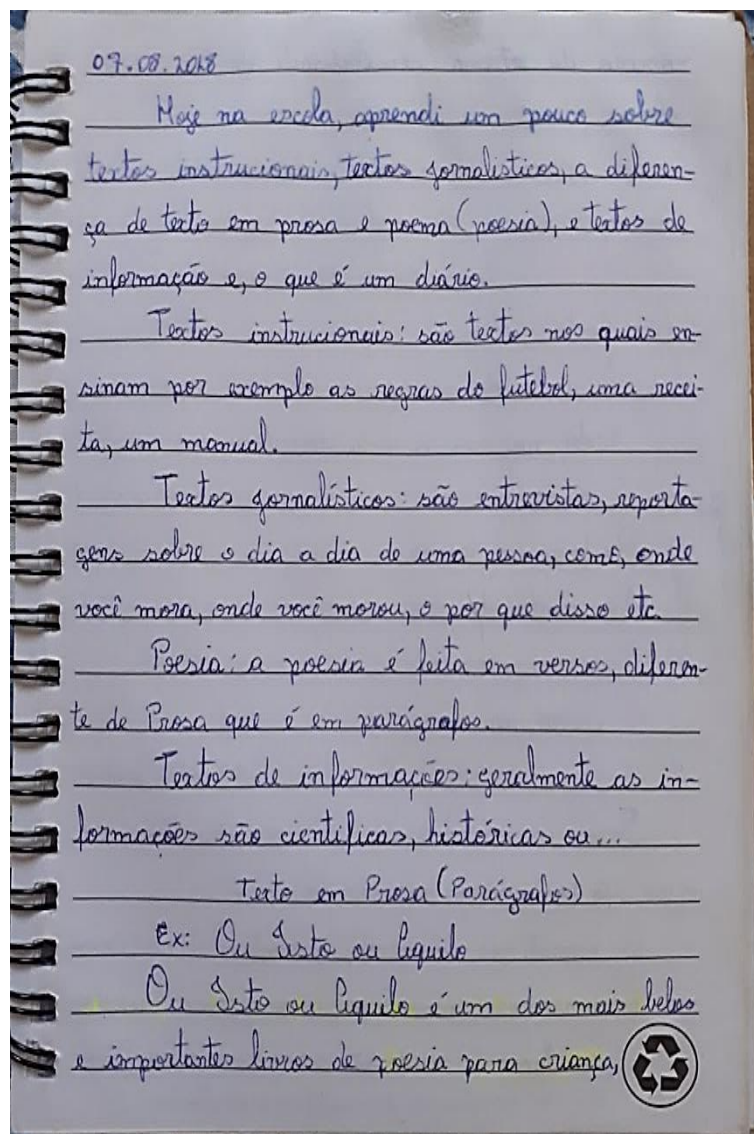 07.08.2018
Hoje na escola, aprendi um pouco sobre
textos instrucionais, textos jornalisticos, a diferen-
ça de texto em prosa e poema (poesia), e textos de
informação e, o que é um diário.
Textos instrucionais: são textos nos quais en-
sinam por exemplo as regras do futebol, uma recei-
ta, um manual.
Textos jornalísticos: são entrevistas, reporta-
gens sobre o dia a dia de uma pessoa, come, onde
você mora, onde você morou, o por que disso etc.
Poesia: a poesia é feita em versos, diferen-
te de Prosa que é em parágrafos.
Textos de informações: geralmente as in-
formações são cientificas, históricas ou...
Texto em Prosa (Parágrafos)
Ex: Ou Isto ou Aquilo
Ou Isto ou Aquilo é um dos mais belos
e importantes livros de poesia para criança,